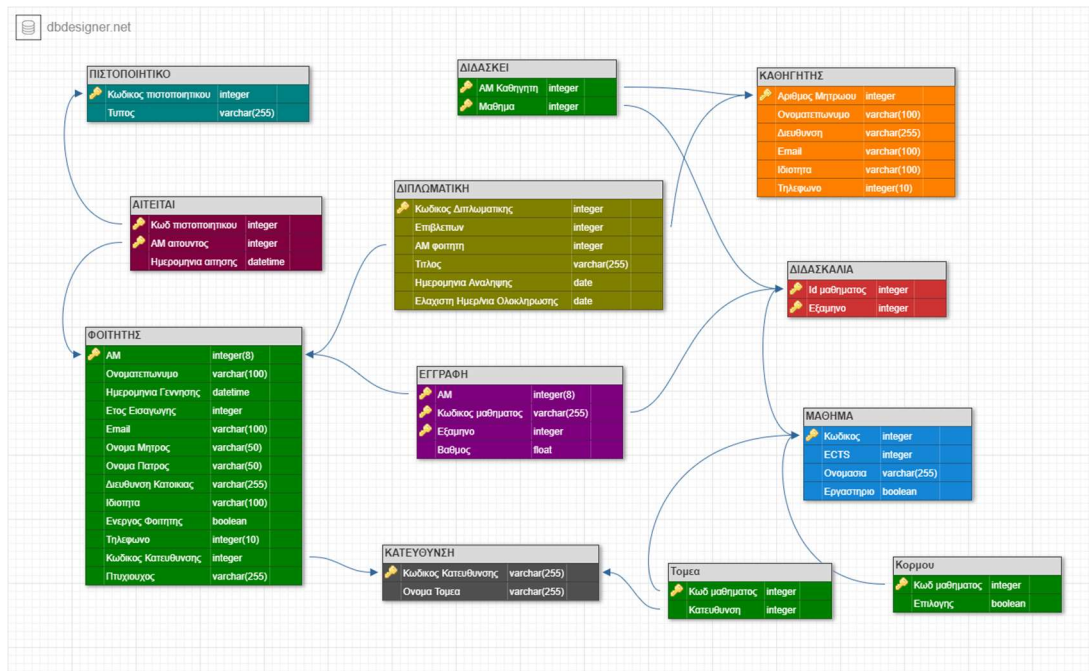 dbdesigner.net
ΠΙΣΤΟΠΟΙΗΤΙΚΟ
Κωδικος πιστοποιητικου integer
Τυπος varchar(255)
ΔΙΔΑΣΚΕΙ
ΑΜ Καθηγητη integer
Μαθημα integer
ΚΑΘΗΓΗΤΗΣ
Αριθμος Μητρωου integer
Ονοματεπωνυμο varchar(100)
Διευθυνση varchar(255)
Email varchar(100)
Ιδιοτητα varchar(100)
Τηλεφωνο integer(10)
ΑΙΤΕΙΤΑΙ
Κωδ πιστοποιητικου integer
ΑΜ αιτουντος integer
Ημερομηνια αιτησης datetime
ΔΙΠΛΩΜΑΤΙΚΗ
Κωδικος Διπλωματικης integer
Επιβλεπων integer
ΑΜ φοιτητη integer
Τιτλος varchar(255)
Ημερομηνια Αναληψης date
Ελαχιστη Ημερ/νια Ολοκληρωσης date
ΔΙΔΑΣΚΑΛΙΑ
Id μαθηματος integer
Εξαμηνο integer
ΦΟΙΤΗΤΗΣ
ΑΜ integer(8)
Ονοματεπωνυμο varchar(100)
Ημερομηνια Γεννησης datetime
Ετος Εισαγωγης integer
Email varchar(100)
Ονομα Μητρος varchar(50)
Ονομα Πατρος varchar(50)
Διευθυνση Κατοικιας varchar(255)
Ιδιοτητα varchar(100)
Ενεργος Φοιτητης boolean
Τηλεφωνο integer(10)
Κωδικος Κατευθυνσης integer
Πτυχιουχος varchar(255)
ΕΓΓΡΑΦΗ
ΑΜ integer(8)
Κωδικος μαθηματος varchar(255)
Εξαμηνο integer
Βαθμος float
ΜΑΘΗΜΑ
Κωδικος integer
ECTS integer
Ονομασια varchar(255)
Εργαστηριο boolean
ΚΑΤΕΥΘΥΝΣΗ
Κωδικος Κατευθυνσης varchar(255)
Ονομα Τομεα varchar(255)
Τομεα
Κωδ μαθηματος integer
Κατευθυνση integer
Κορμου
Κωδ μαθηματος integer
Επιλογης boolean